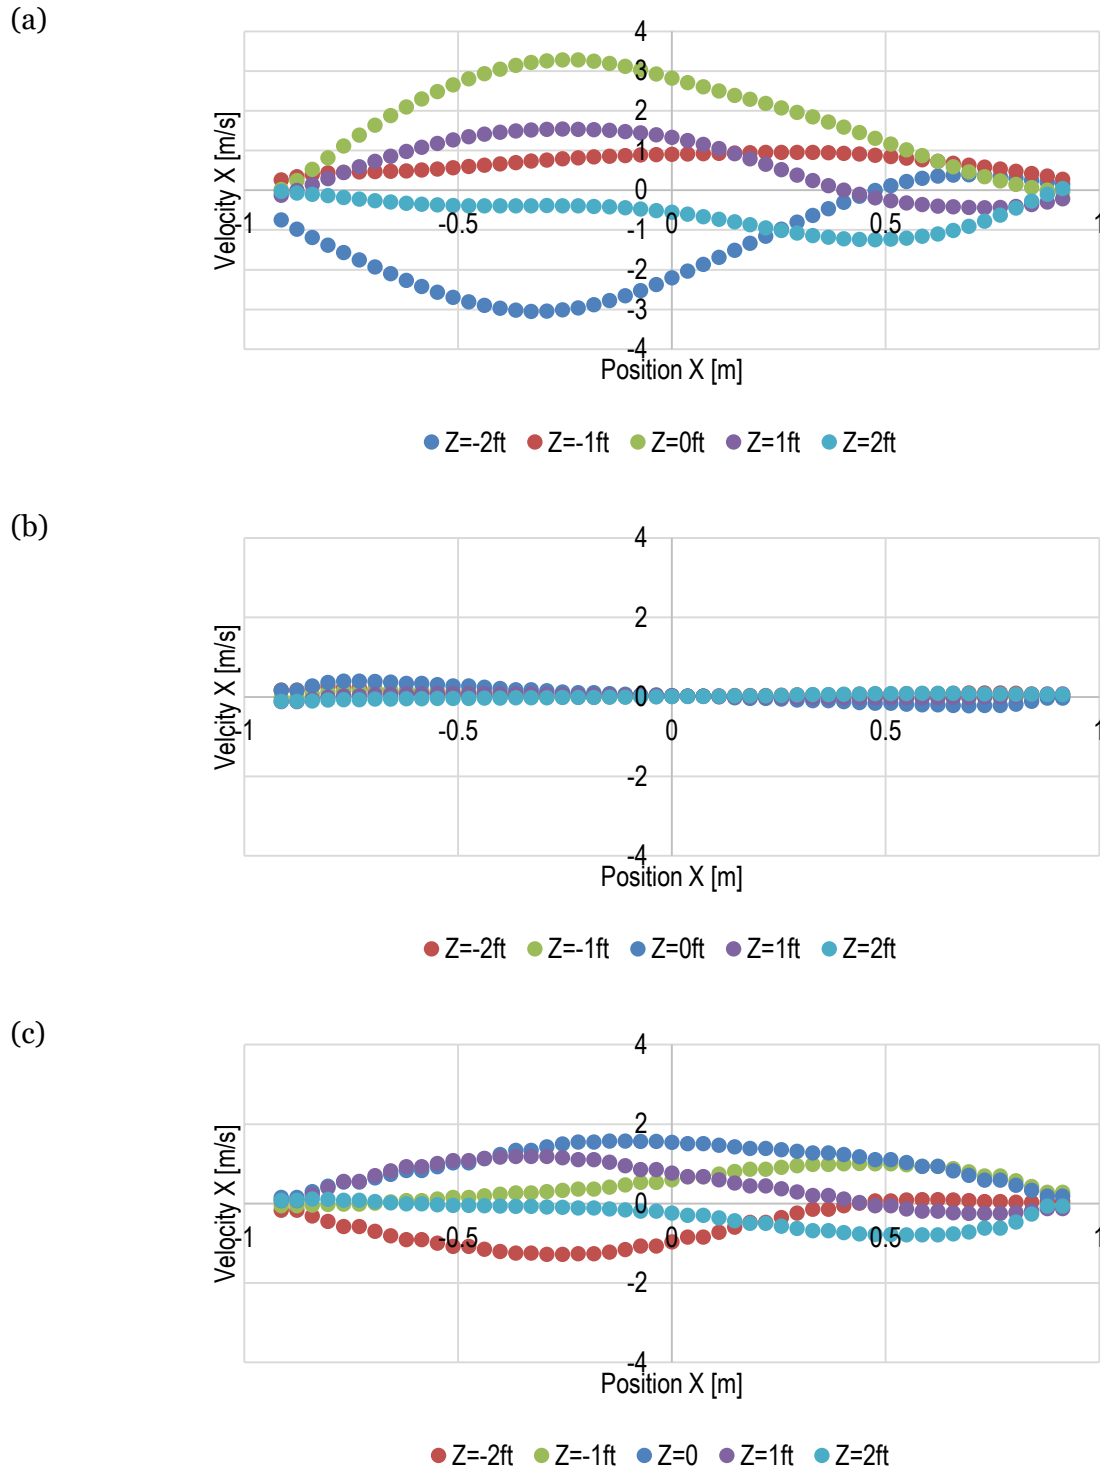 (a)
4
3
2
1
0
-1
-2
-3
-4
-1
-0.5
0
0.5
1
Velocity X [m/s]
Position X [m]
Z=-2ft Z=-1ft Z=0ft Z=1ft Z=2ft
(b)
4
2
0
-2
-4
-1
-0.5
0
0.5
1
Velcity X [m/s]
Position X [m]
Z=-2ft Z=-1ft Z=0ft Z=1ft Z=2ft
(c)
4
2
0
-2
-4
-1
-0.5
0
0.5
1
Velocity X [m/s]
Position X [m]
Z=-2ft Z=-1ft Z=0 Z=1ft Z=2ft